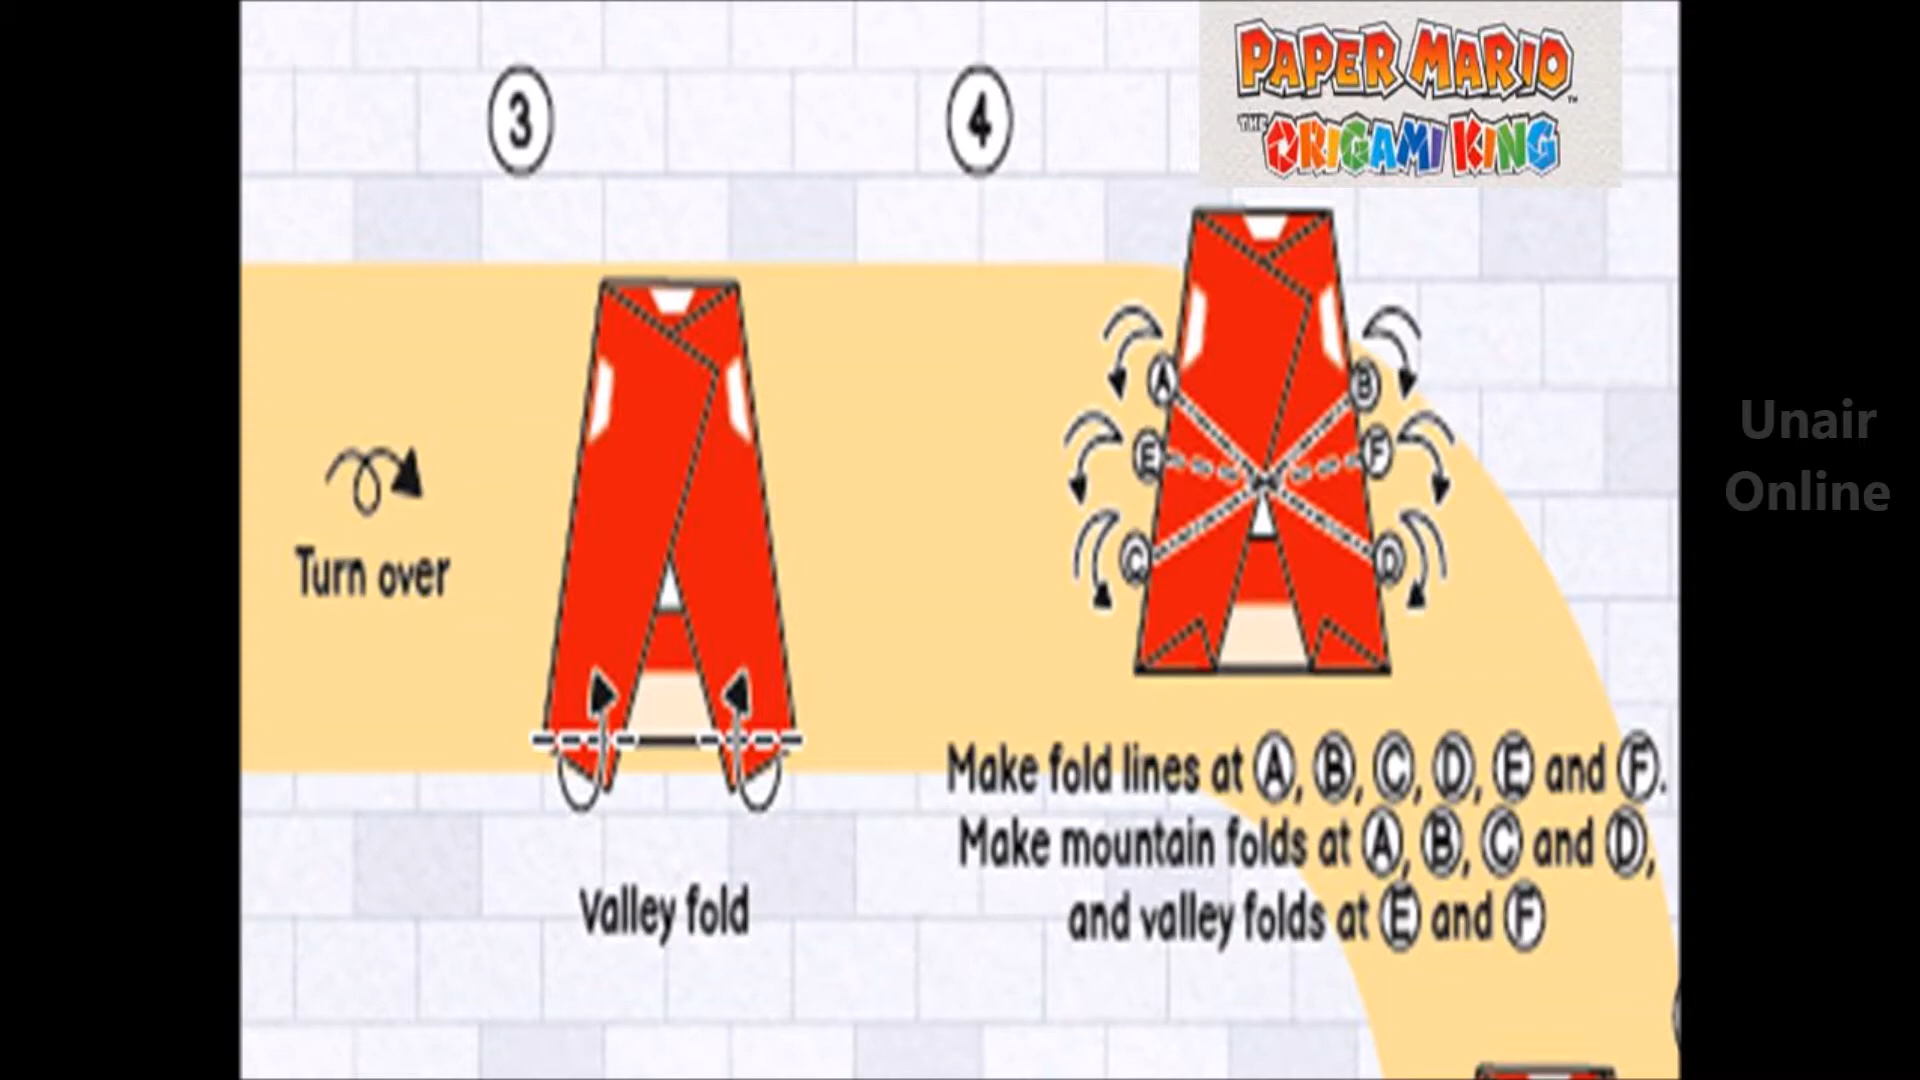 3
4
PAPER MARIO™
THE ORIGAMI KING
Unair
Online
Turn over
A
B
E
F
C
D
Valley fold
Make fold lines at A, B, C, D, E and F.
Make mountain folds at A, B, C and D,
and valley folds at E and F